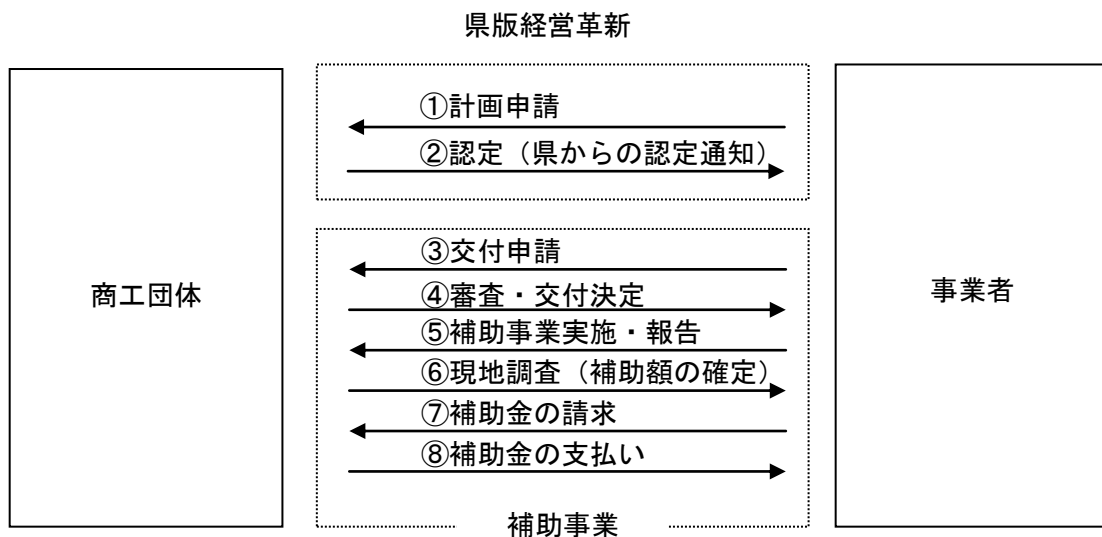 県版経営革新
①計画申請
②認定（県からの認定通知）
③交付申請
商工団体
事業者
④審査・交付決定
⑤補助事業実施・報告
⑥現地調査（補助額の確定）
⑦補助金の請求
⑧補助金の支払い
補助事業